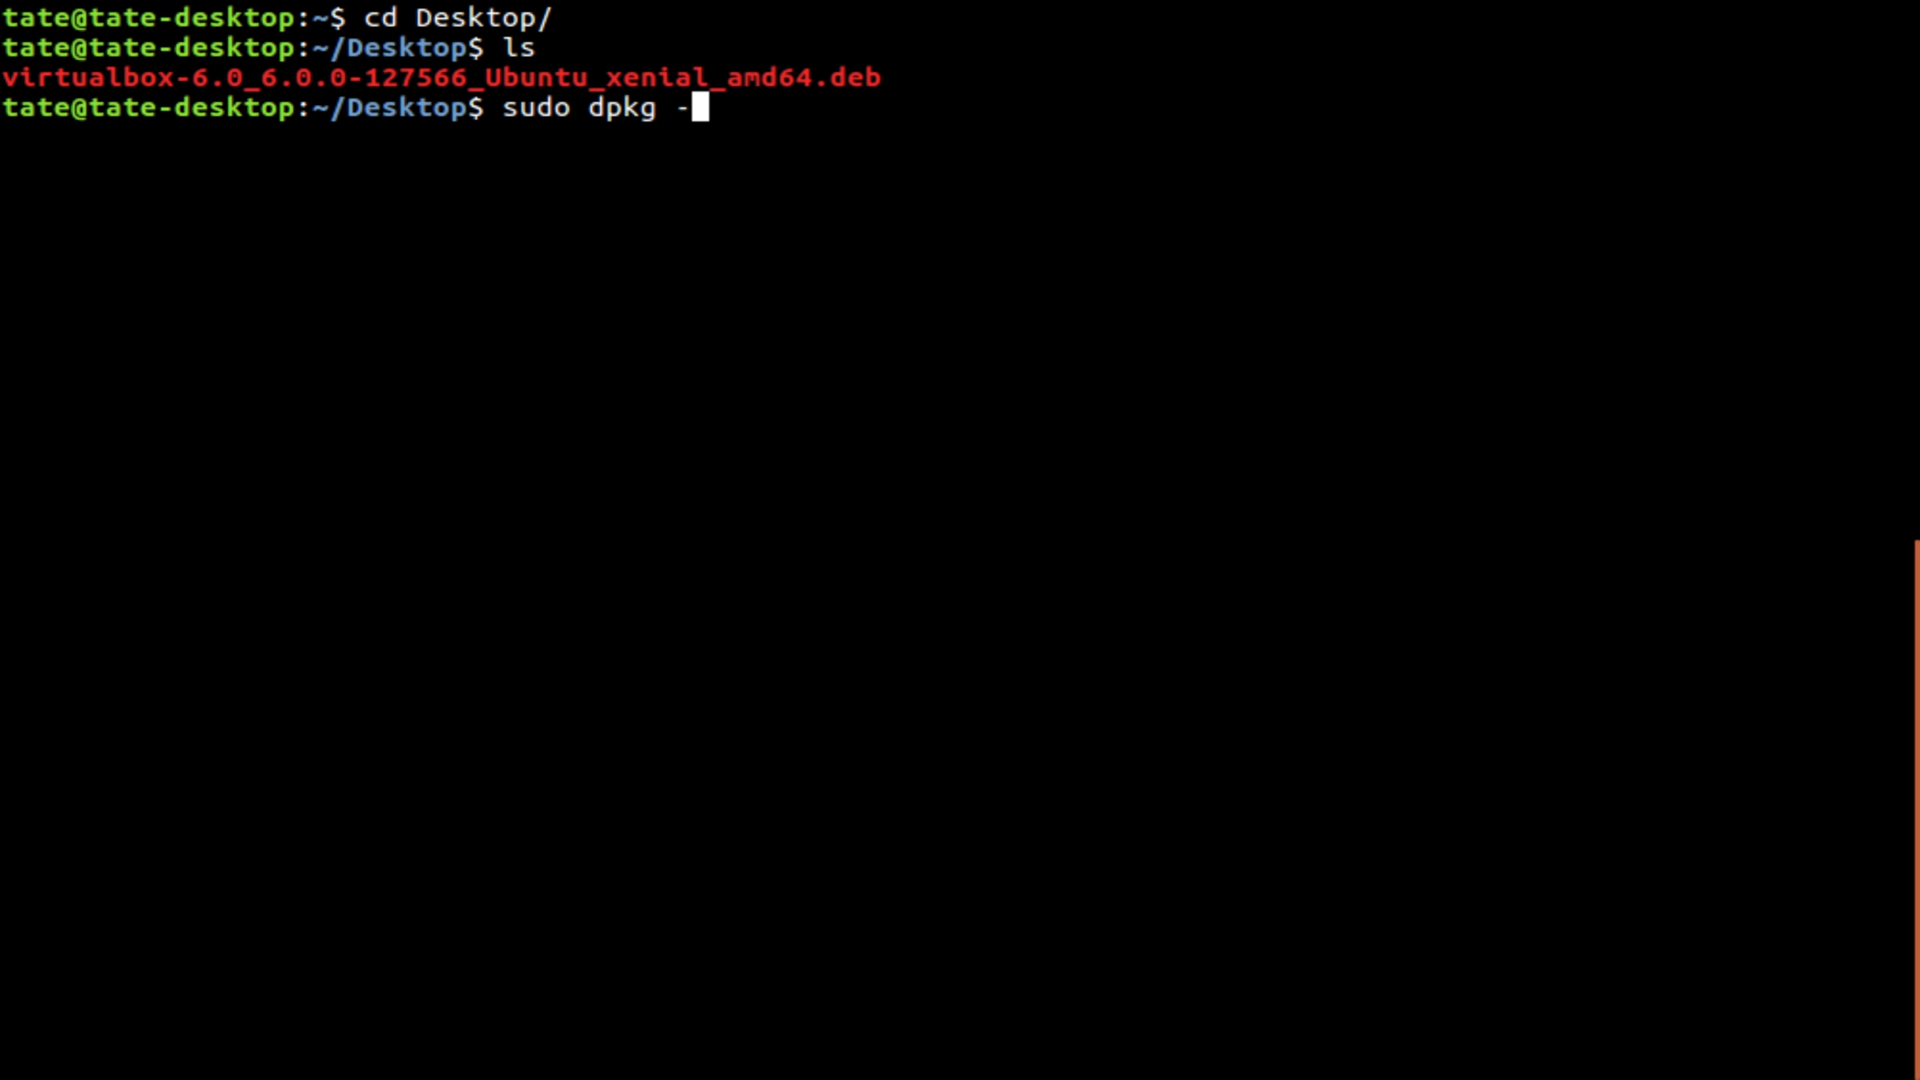 tate@tate-desktop:~$ cd Desktop/
tate@tate-desktop:~/Desktop$ ls
virtualbox-6.0_6.0.0-127566_Ubuntu_xenial_amd64.deb
tate@tate-desktop:~/Desktop$ sudo dpkg -